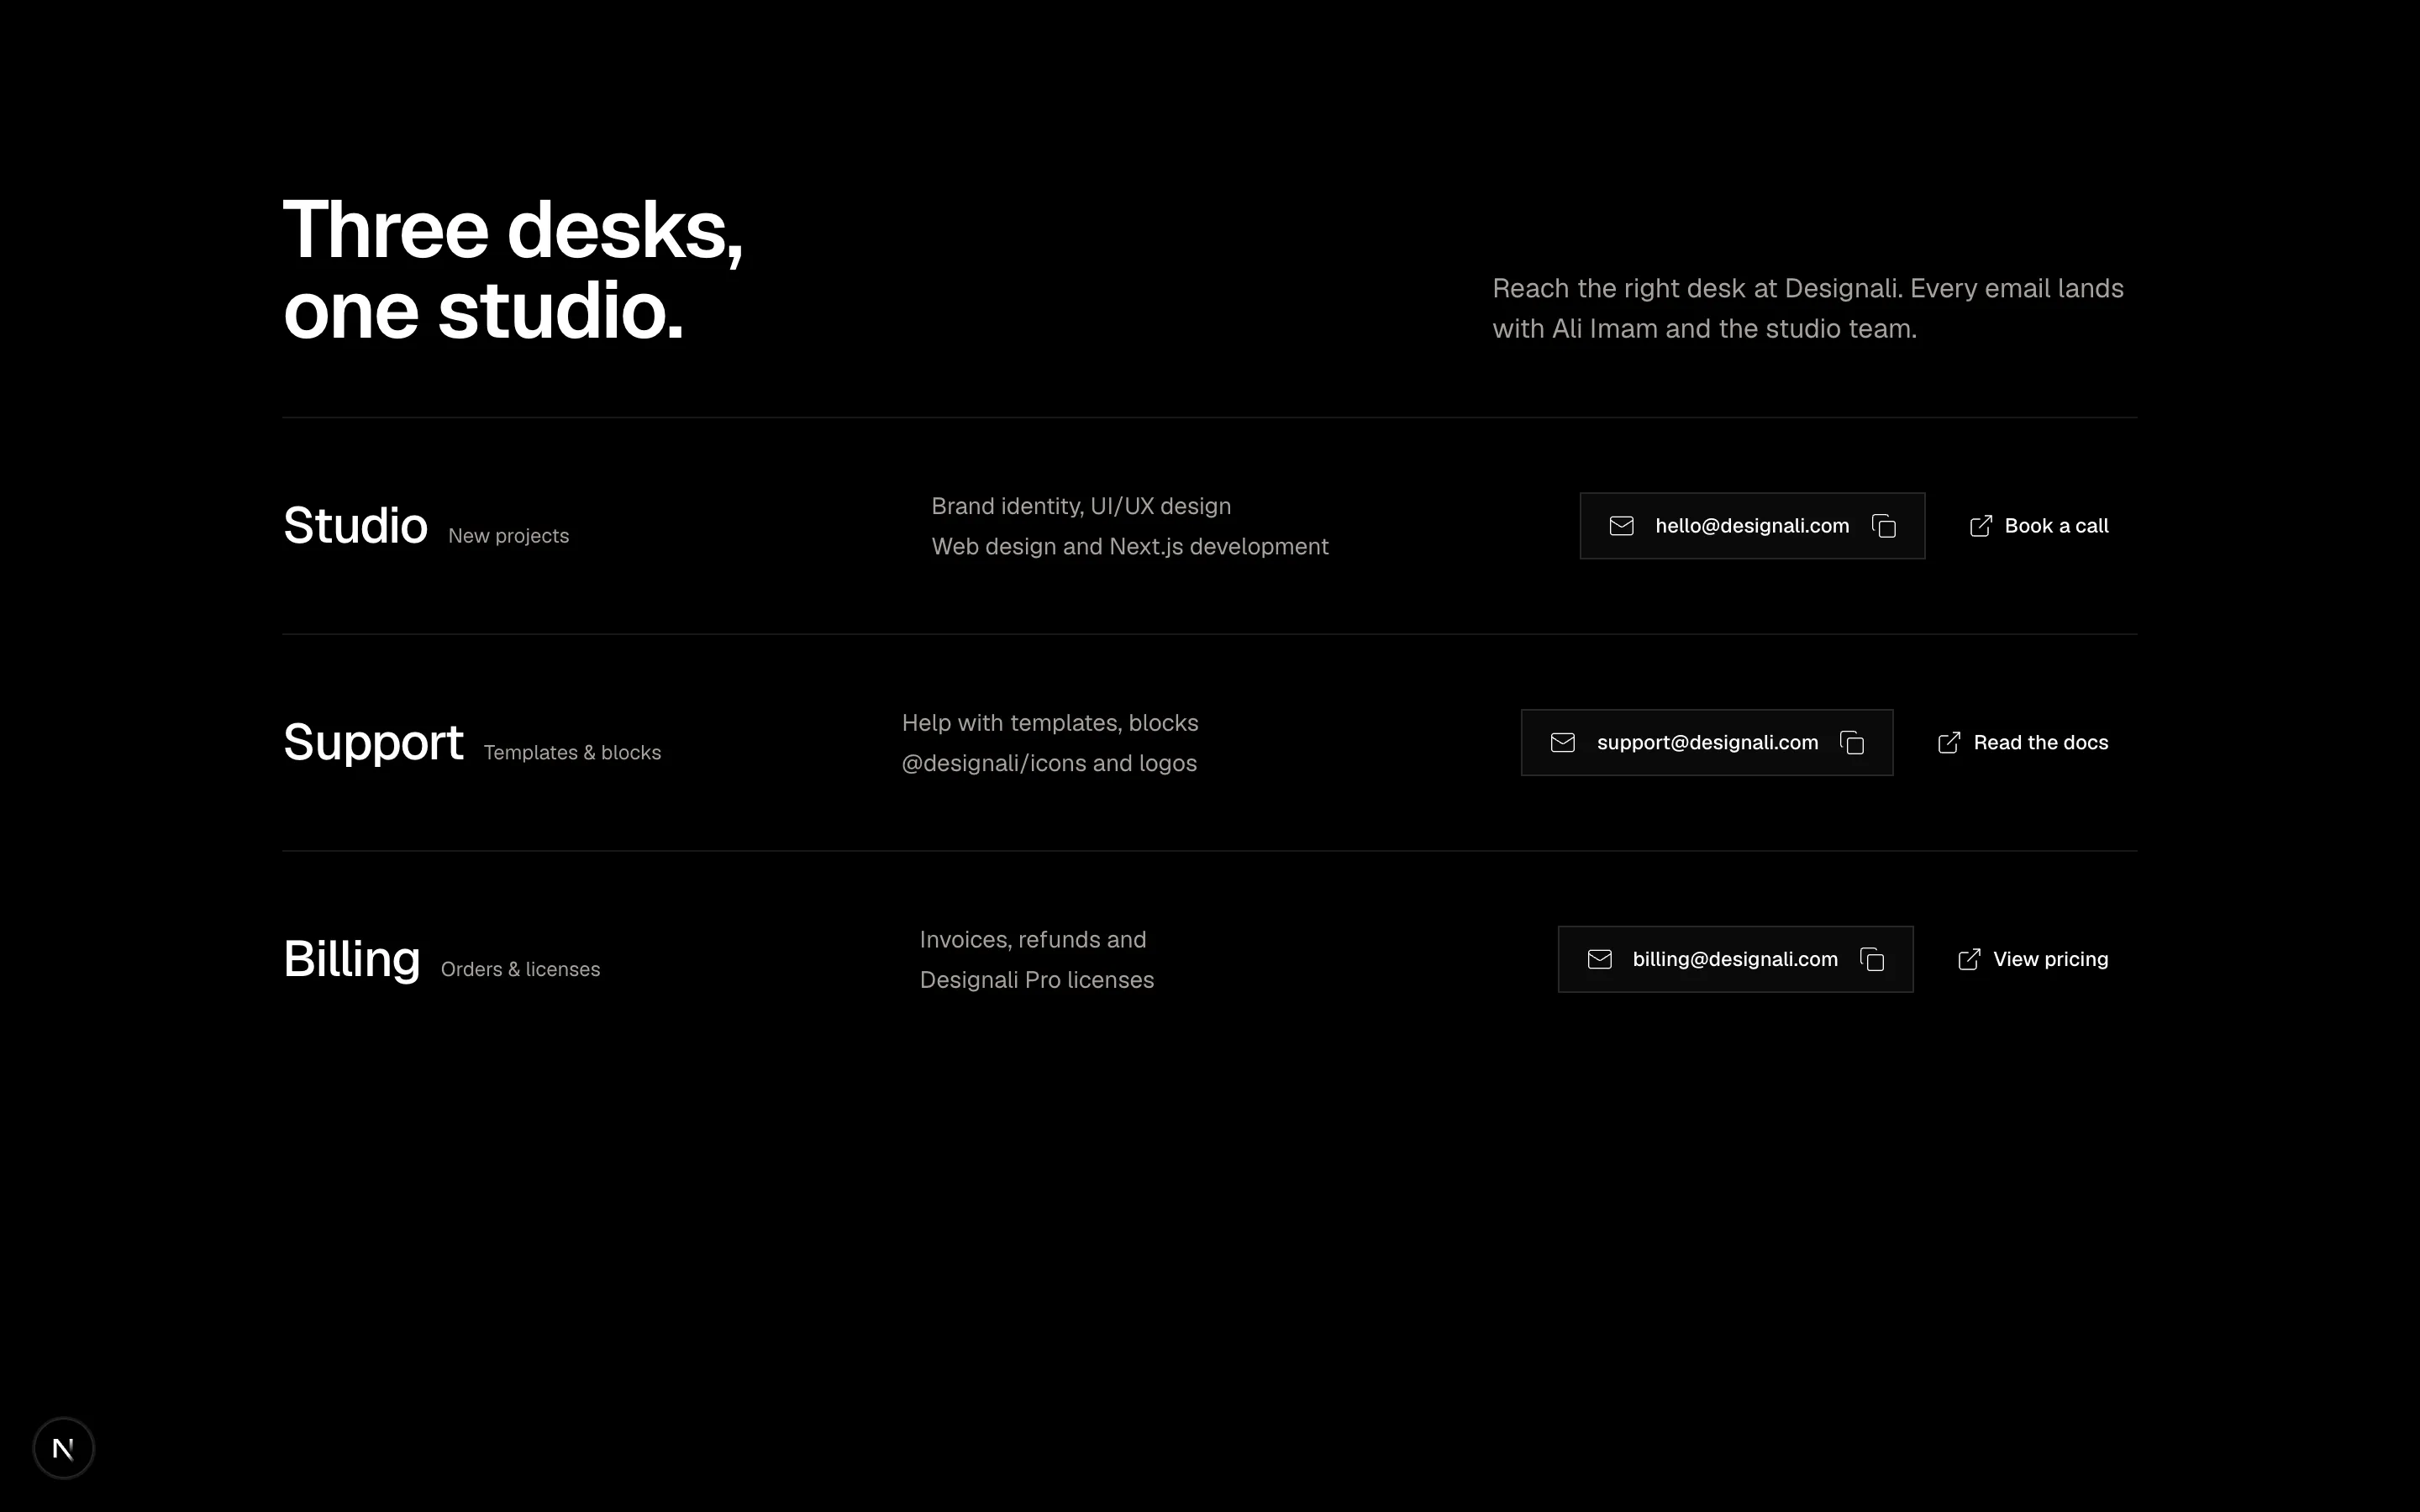 Three desks,
one studio.
Reach the right desk at Designali. Every email lands
with Ali Imam and the studio team.
Studio New projects
Brand identity, UI/UX design
Web design and Next.js development
hello@designali.com
Book a call
Support Templates & blocks
Help with templates, blocks
@designali/icons and logos
support@designali.com
Read the docs
Billing Orders & licenses
Invoices, refunds and
Designali Pro licenses
billing@designali.com
View pricing
N